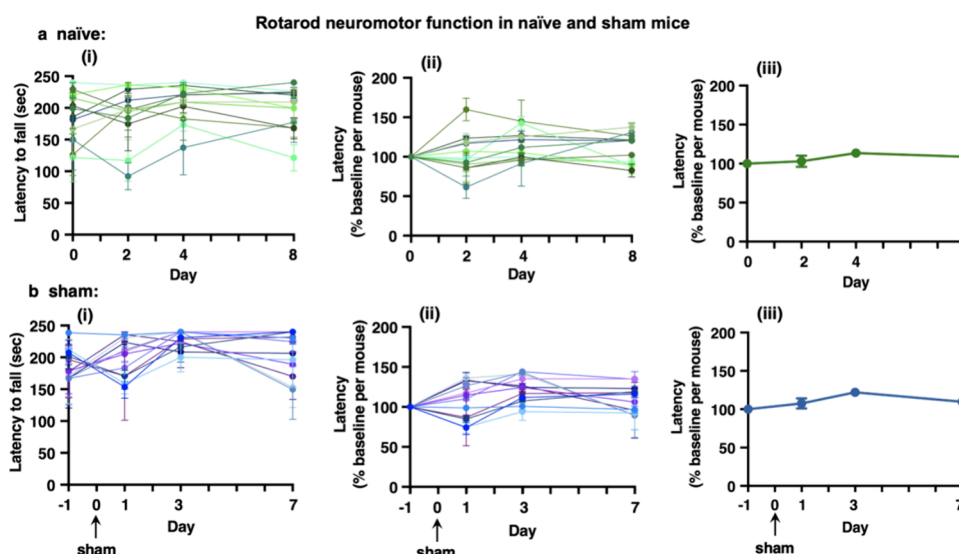 Rotarod neuromotor function in naïve and sham mice
a naïve:
(i)
Latency to fall (sec)
250
200
150
100
50
0
0 2 4 8
Day
(ii)
Latency
(% baseline per mouse)
200
150
100
50
0
0 2 4 8
Day
(iii)
Latency
(% baseline per mouse)
200
150
100
50
0
0 2 4
Day
b sham:
(i)
Latency to fall (sec)
250
200
150
100
50
0
-1 0 1 3 7
Day
sham
(ii)
Latency
(% baseline per mouse)
200
150
100
50
0
-1 0 1 3 7
Day
sham
(iii)
Latency
(% baseline per mouse)
200
150
100
50
0
-1 0 1 3 7
Day
sham